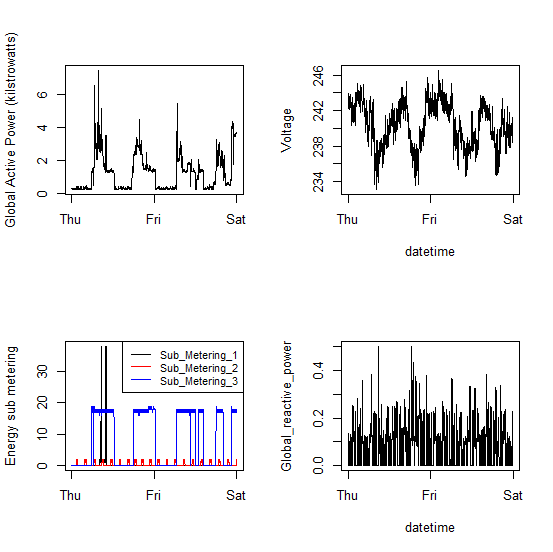 Global Active Power (kilstrowatts)
0 2 4 6
Thu Fri Sat
Voltage
234 238 242 246
Thu Fri Sat
datetime
Energy sub metering
0 10 20 30
Sub_Metering_1
Sub_Metering_2
Sub_Metering_3
Thu Fri Sat
Global_reactive_power
0.0 0.2 0.4
Thu Fri Sat
datetime